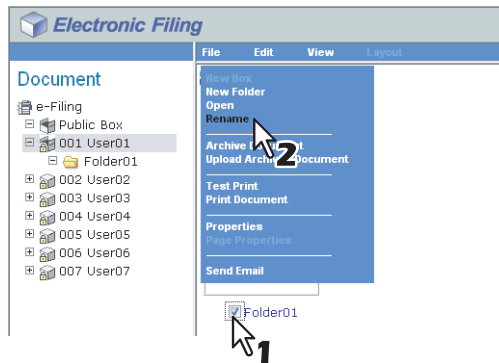 Electronic Filing
File Edit View Layout
Document
e-Filing
Public Box
001 User01
Folder01
002 User02
003 User03
004 User04
005 User05
006 User06
007 User07
New Box
New Folder
Open
Rename
2
Archive Document
Upload Archive Document
Test Print
Print Document
Properties
Page Properties
Send Email
Folder01
1